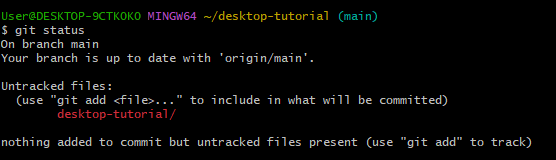 User@DESKTOP-9CTKOKO MINGW64 ~/desktop-tutorial (main)
$ git status
On branch main
Your branch is up to date with 'origin/main'.
Untracked files:
(use "git add <file>..." to include in what will be committed)
desktop-tutorial/
nothing added to commit but untracked files present (use "git add" to track)